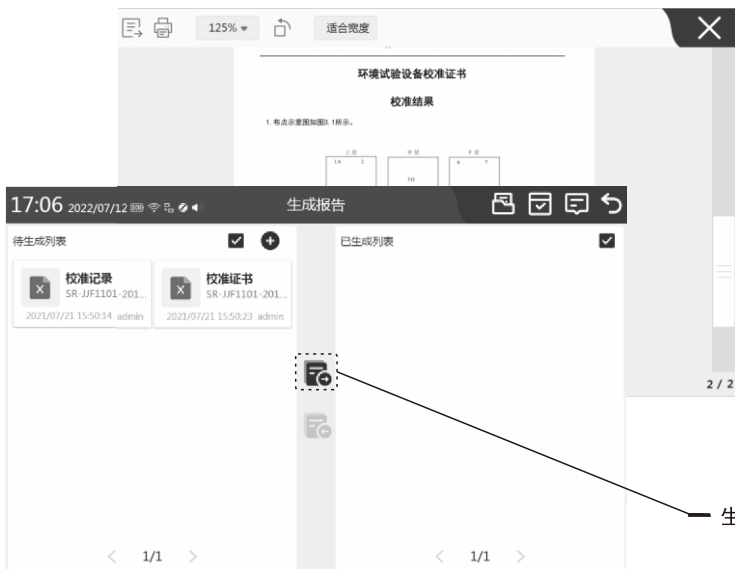 125% 适合宽度
环境试验设备校准证书
校准结果
1. 布点示意图如图3. 1所示。
上层 中层 下层
17:06 2022/07/12 生成报告
待生成列表 已生成列表
校准记录 校准证书
SR-JJF1101-201... SR-JJF1101-201...
2021/07/21 15:50:14 admin 2021/07/21 15:50:23 admin
2 / 2
生
1/1 1/1